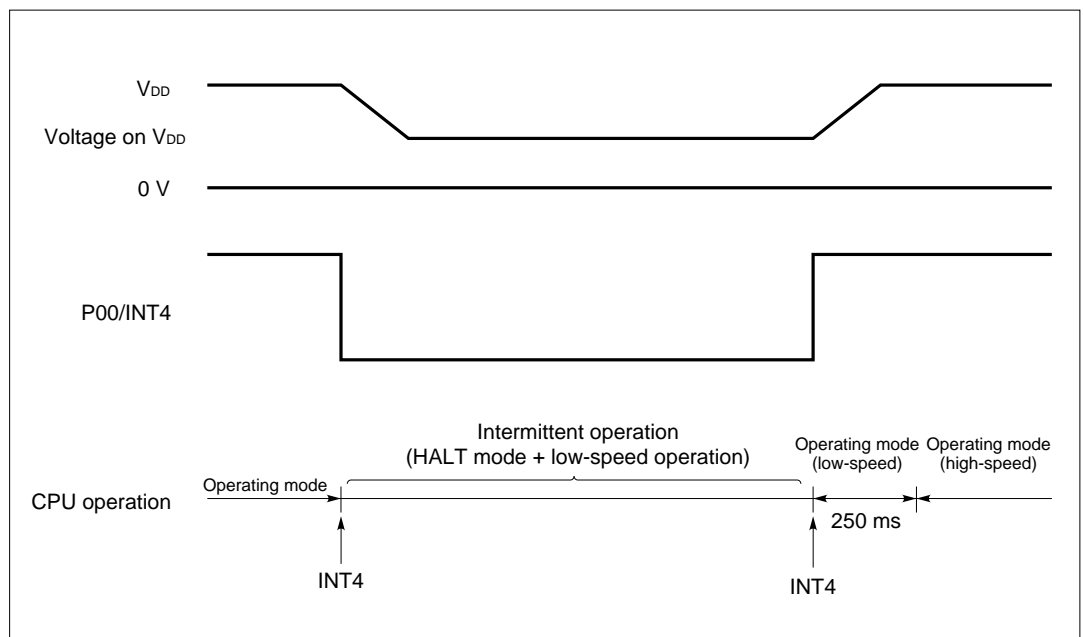 VDD
Voltage on VDD
0 V
P00/INT4
Intermittent operation
(HALT mode + low-speed operation)
Operating mode
(low-speed)
Operating mode
(high-speed)
Operating mode
CPU operation
250 ms
INT4
INT4